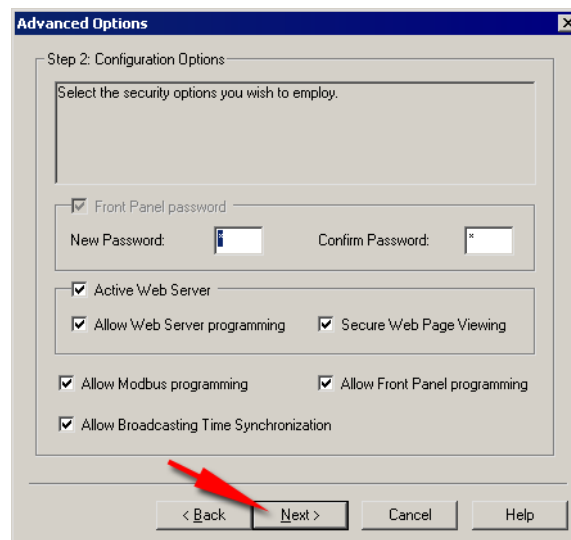 Advanced Options
Step 2: Configuration Options
Select the security options you wish to employ.
Front Panel password
New Password: * Confirm Password: *
Active Web Server
Allow Web Server programming Secure Web Page Viewing
Allow Modbus programming Allow Front Panel programming
Allow Broadcasting Time Synchronization
< Back Next > Cancel Help